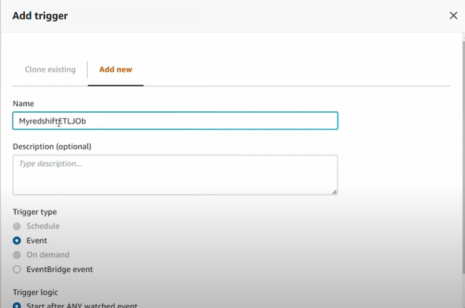 Add trigger
Clone existing
Add new
Name
MyredshiftETLJOb
Description (optional)
Type description...
Trigger type
Schedule
Event
On demand
EventBridge event
Trigger logic
Start after ANY watched event